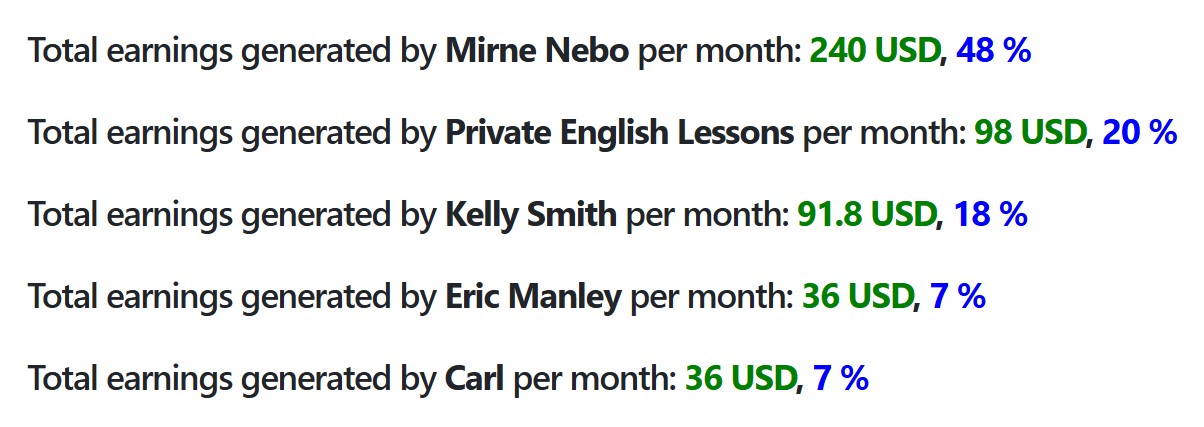 Total earnings generated by Mirne Nebo per month: 240 USD, 48 %
Total earnings generated by Private English Lessons per month: 98 USD, 20 %
Total earnings generated by Kelly Smith per month: 91.8 USD, 18 %
Total earnings generated by Eric Manley per month: 36 USD, 7 %
Total earnings generated by Carl per month: 36 USD, 7 %